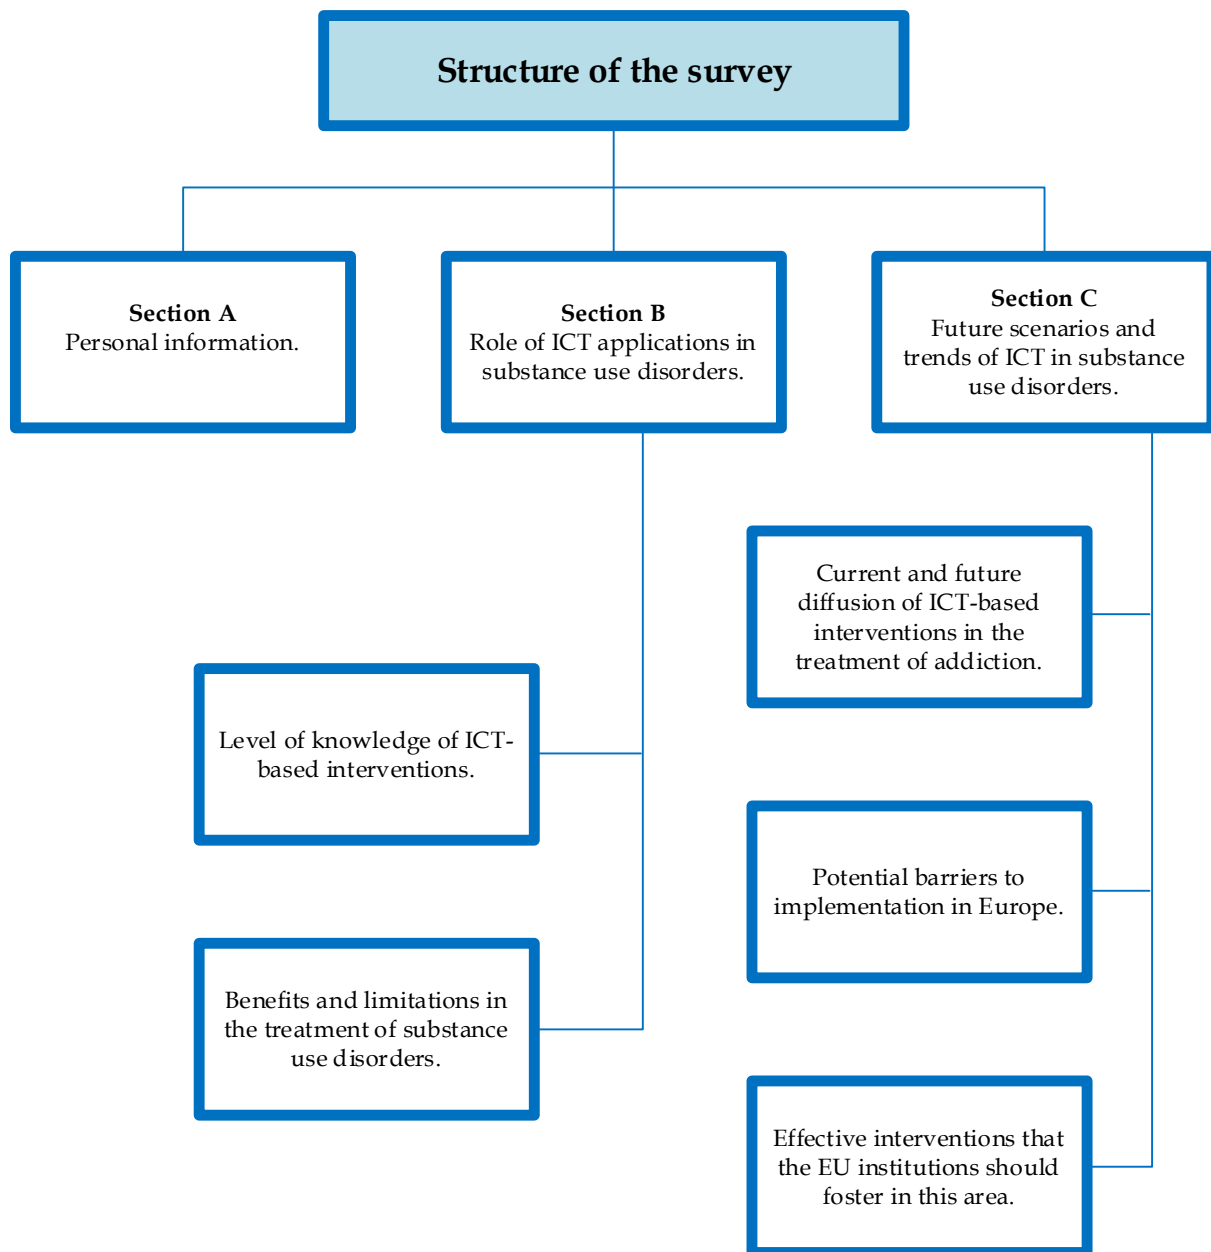 Structure of the survey
Section A
Personal information.
Section B
Role of ICT applications in
substance use disorders.
Section C
Future scenarios and
trends of ICT in substance
use disorders.
Level of knowledge of ICT-
based interventions.
Benefits and limitations in
the treatment of substance
use disorders.
Current and future
diffusion of ICT-based
interventions in the
treatment of addiction.
Potential barriers to
implementation in Europe.
Effective interventions that
the EU institutions should
foster in this area.